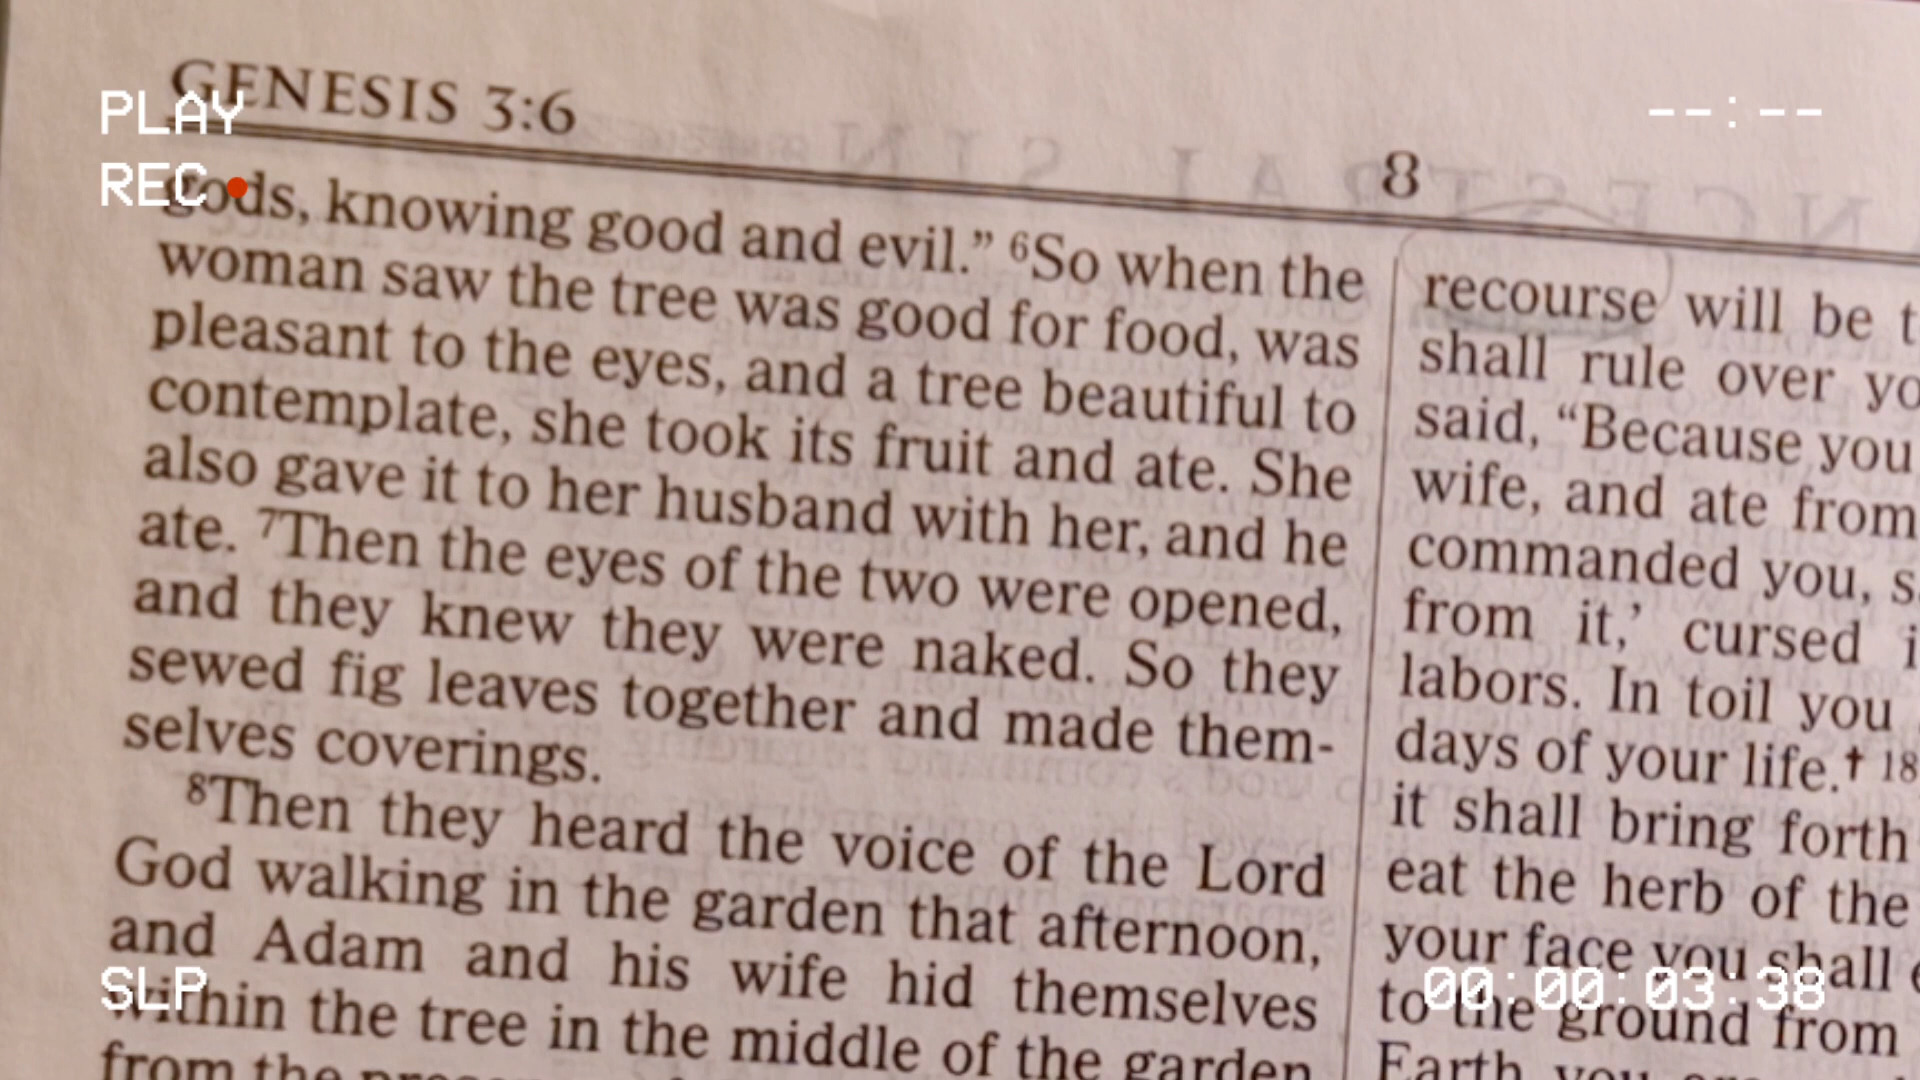 GENESIS 3:6
8
PLAY
REC
--:--
gods, knowing good and evil.” ⁶So when the
woman saw the tree was good for food, was
pleasant to the eyes, and a tree beautiful to
contemplate, she took its fruit and ate. She
also gave it to her husband with her, and he
ate. ⁷Then the eyes of the two were opened,
and they knew they were naked. So they
sewed fig leaves together and made them-
selves coverings.
⁸Then they heard the voice of the Lord
God walking in the garden that afternoon,
and Adam and his wife hid themselves
within the tree in the middle of the garden
from the
recourse will be
shall rule over
said, “Because you
wife, and ate from
commanded you,
from it,’ cursed
labors. In toil you
days of your life.† 18
it shall bring forth
eat the herb of the
your face you shall
to the ground from
Earth you
SLP
00:00:03:38